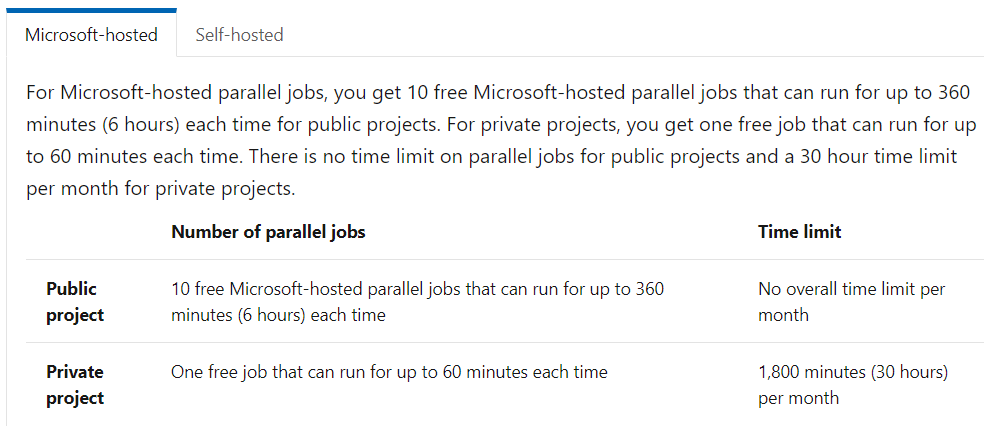 Microsoft-hosted
Self-hosted
For Microsoft-hosted parallel jobs, you get 10 free Microsoft-hosted parallel jobs that can run for up to 360
minutes (6 hours) each time for public projects. For private projects, you get one free job that can run for up
to 60 minutes each time. There is no time limit on parallel jobs for public projects and a 30 hour time limit
per month for private projects.
Number of parallel jobs
Time limit
Public
project
10 free Microsoft-hosted parallel jobs that can run for up to 360
minutes (6 hours) each time
No overall time limit per
month
Private
project
One free job that can run for up to 60 minutes each time
1,800 minutes (30 hours)
per month